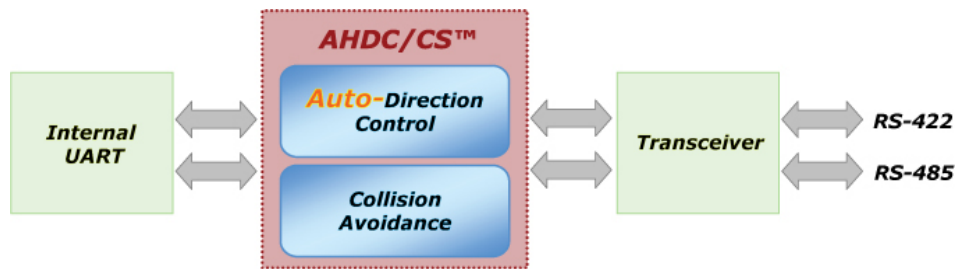 AHDC/CS™
Internal
UART
Auto-Direction
Control
Collision
Avoidance
Transceiver
RS-422
RS-485